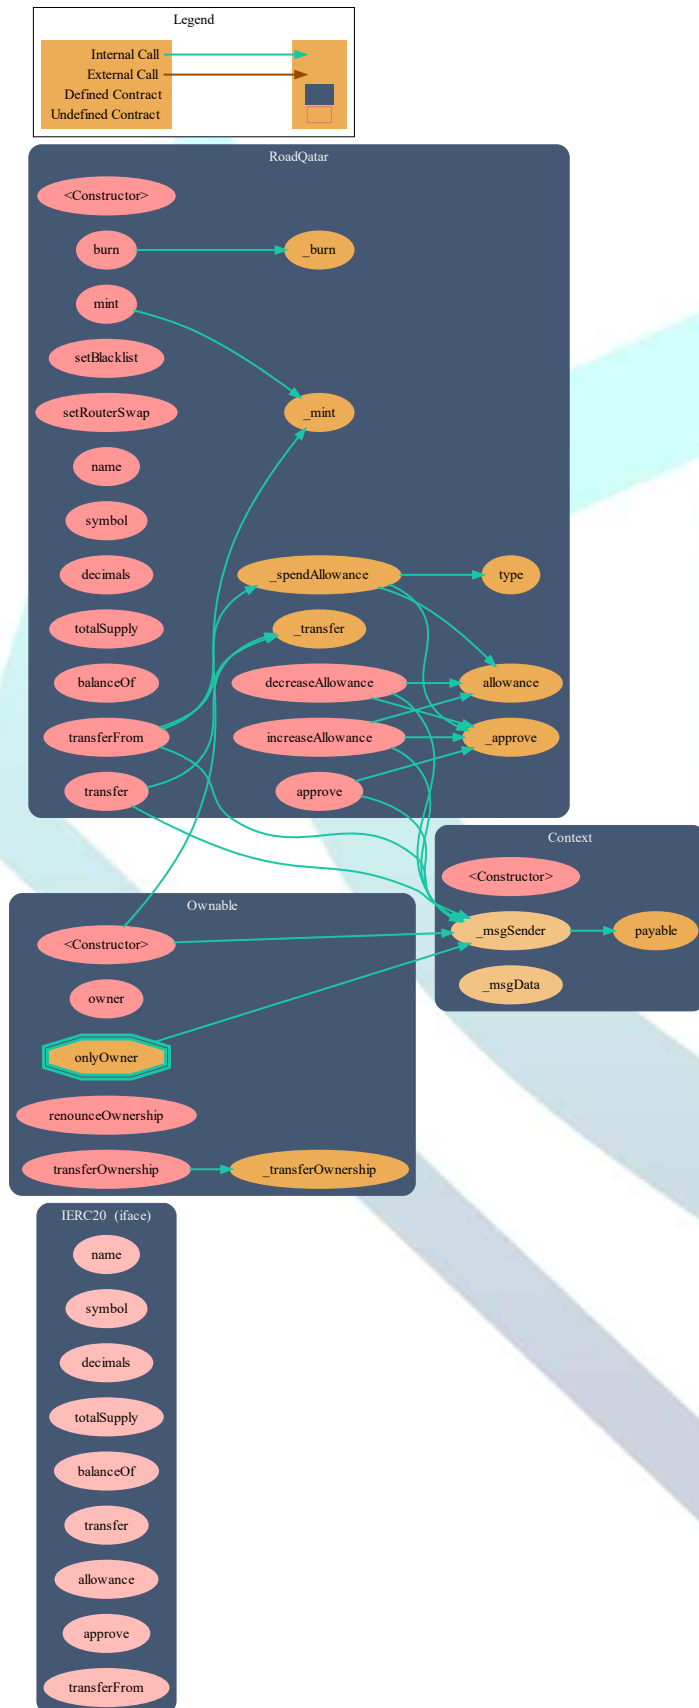 Legend
Internal Call
External Call
Defined Contract
Undefined Contract
RoadQatar
<Constructor>
burn
_burn
mint
setBlacklist
setRouterSwap
_mint
name
symbol
decimals
_spendAllowance
type
totalSupply
_transfer
balanceOf
decreaseAllowance
allowance
transferFrom
increaseAllowance
_approve
transfer
approve
Context
<Constructor>
_msgSender
payable
_msgData
Ownable
<Constructor>
owner
onlyOwner
renounceOwnership
transferOwnership
_transferOwnership
IERC20 (iface)
name
symbol
decimals
totalSupply
balanceOf
transfer
allowance
approve
transferFrom